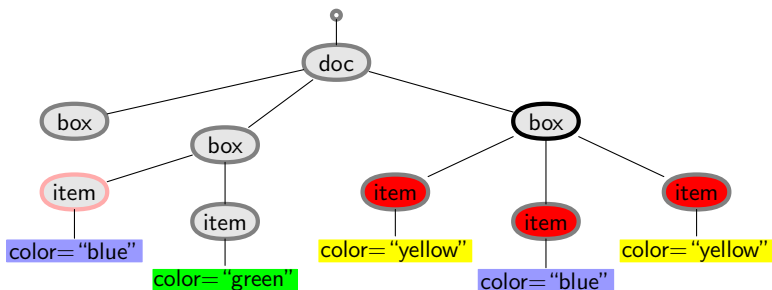 doc
box
box
box
item
item
item
item
item
color="blue"
color="green"
color="yellow"
color="blue"
color="yellow"